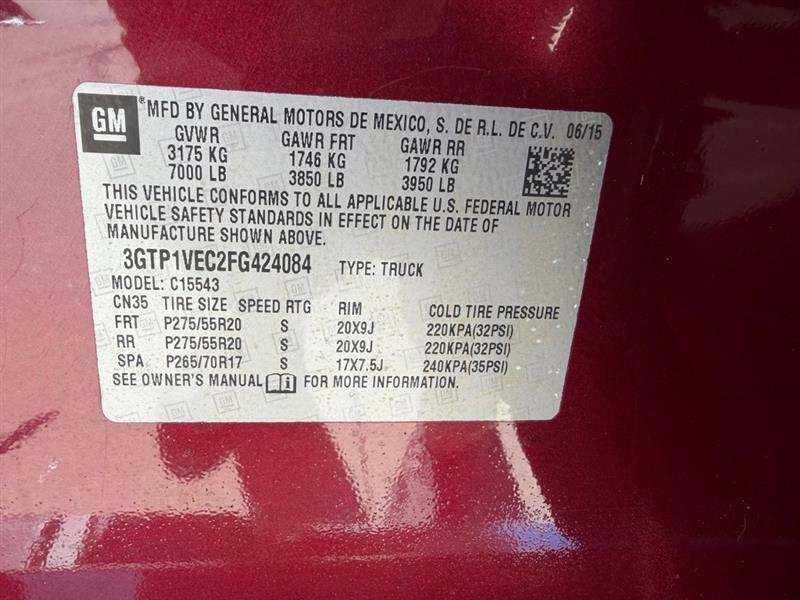 GM ® MFD BY GENERAL MOTORS DE MEXICO, S. DE R.L. DE C.V. 06/15
GVWR GAWR FRT GAWR RR
3175 KG 1746 KG 1792 KG
7000 LB 3850 LB 3950 LB
THIS VEHICLE CONFORMS TO ALL APPLICABLE U.S. FEDERAL MOTOR
VEHICLE SAFETY STANDARDS IN EFFECT ON THE DATE OF
MANUFACTURE SHOWN ABOVE.
3GTP1VEC2FG424084 TYPE: TRUCK
MODEL: C15543
CN35 TIRE SIZE SPEED RTG RIM COLD TIRE PRESSURE
FRT P275/55R20 S 20X9J 220KPA(32PSI)
RR P275/55R20 S 20X9J 220KPA(32PSI)
SPA P265/70R17 S 17X7.5J 240KPA(35PSI)
SEE OWNER'S MANUAL FOR MORE INFORMATION.